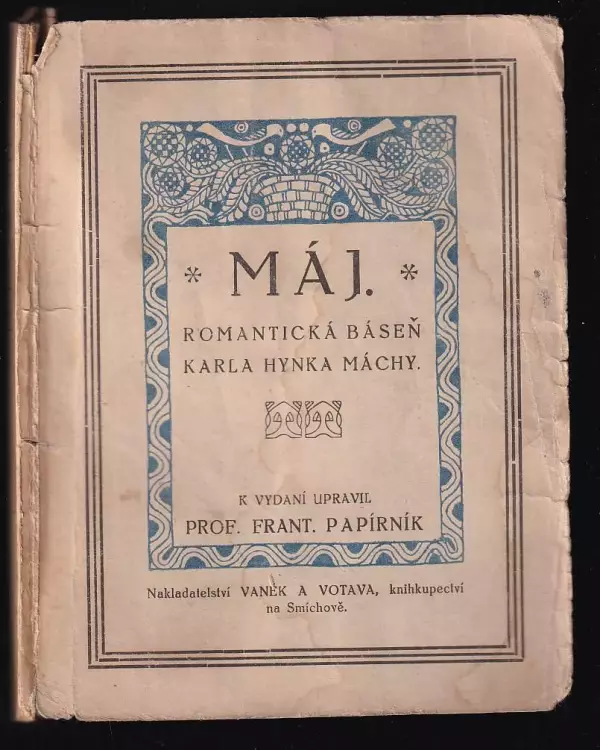 * MÁJ. *
ROMANTICKÁ BÁSEŇ
KARLA HYNKA MÁCHY.
K VYDANÍ UPRAVIL
PROF. FRANT. PAPÍRNÍK
Nakladatelství VANĚK A VOTAVA, knihkupectví
na Smíchově.